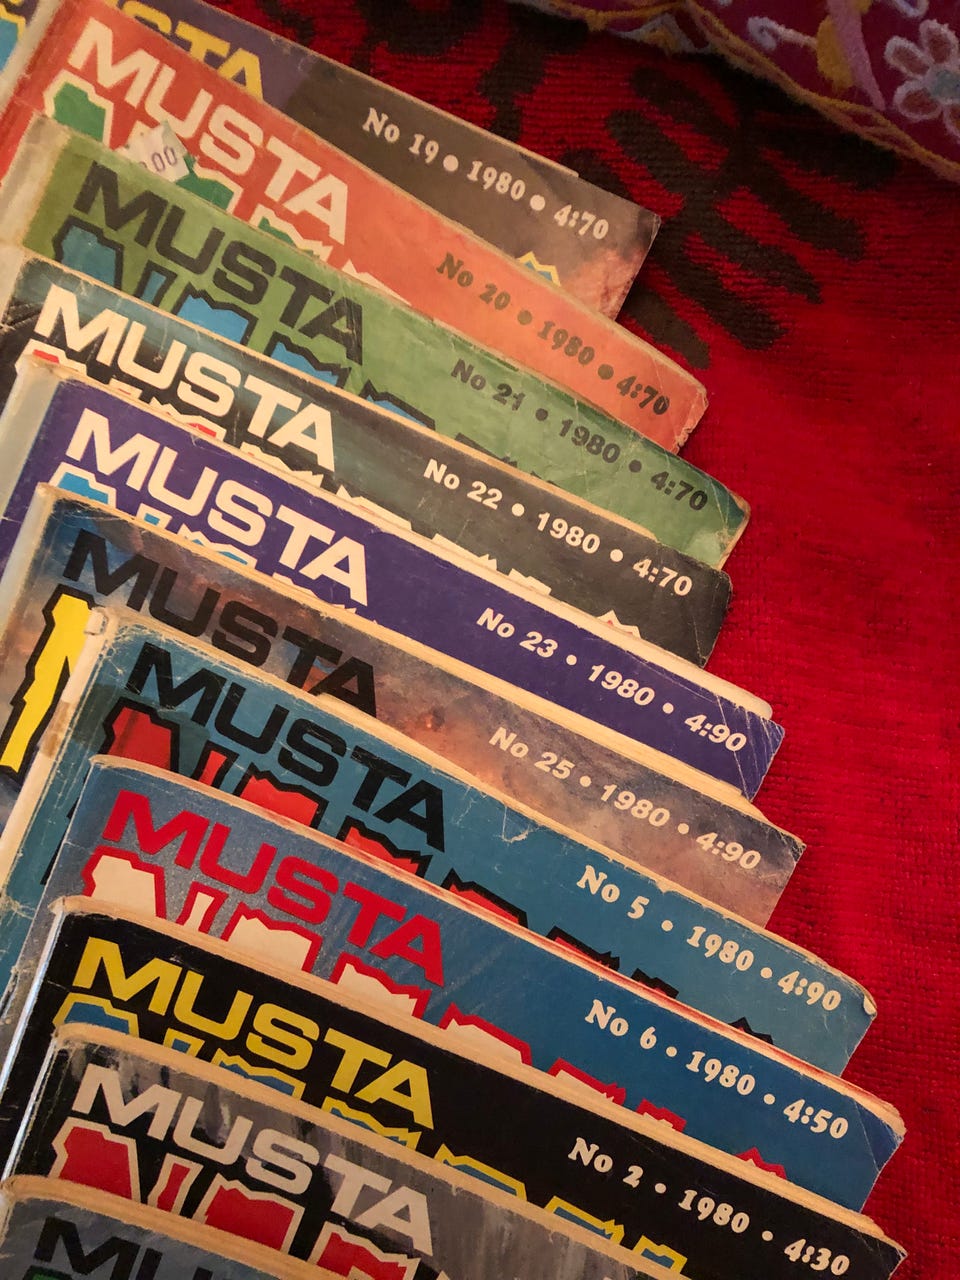 MUSTA
No 19 • 1980 • 4:70
MUSTA
No 20 • 1980 • 4:70
MUSTA
No 21 • 1980 • 4:70
MUSTA
No 22 • 1980 • 4:70
MUSTA
No 23 • 1980 • 4:90
MUSTA
No 25 • 1980 • 4:90
MUSTA
No 5 • 1980 • 4:90
MUSTA
No 6 • 1980 • 4:50
MUSTA
No 2 • 1980 • 4:30
MUSTA
MUSTA